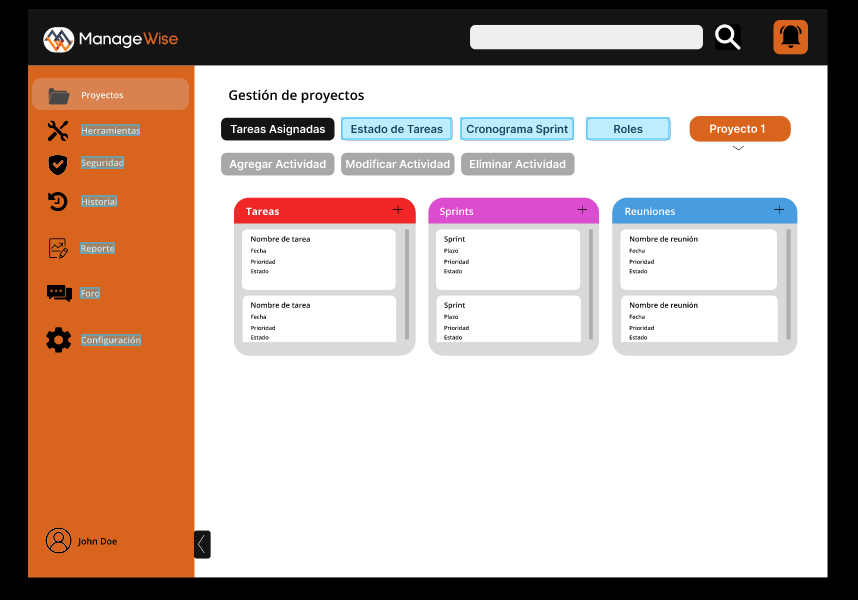 ManageWise
Proyectos
Herramientas
Seguridad
Historial
Reporte
Foro
Configuración
John Doe
Gestión de proyectos
Tareas Asignadas
Estado de Tareas
Cronograma Sprint
Roles
Proyecto 1
Agregar Actividad
Modificar Actividad
Eliminar Actividad
Tareas +
Nombre de tarea
Fecha
Prioridad
Estado
Nombre de tarea
Fecha
Prioridad
Estado
Sprints +
Sprint
Plazo
Prioridad
Estado
Sprint
Plazo
Prioridad
Estado
Reuniones +
Nombre de reunión
Fecha
Prioridad
Estado
Nombre de reunión
Fecha
Prioridad
Estado